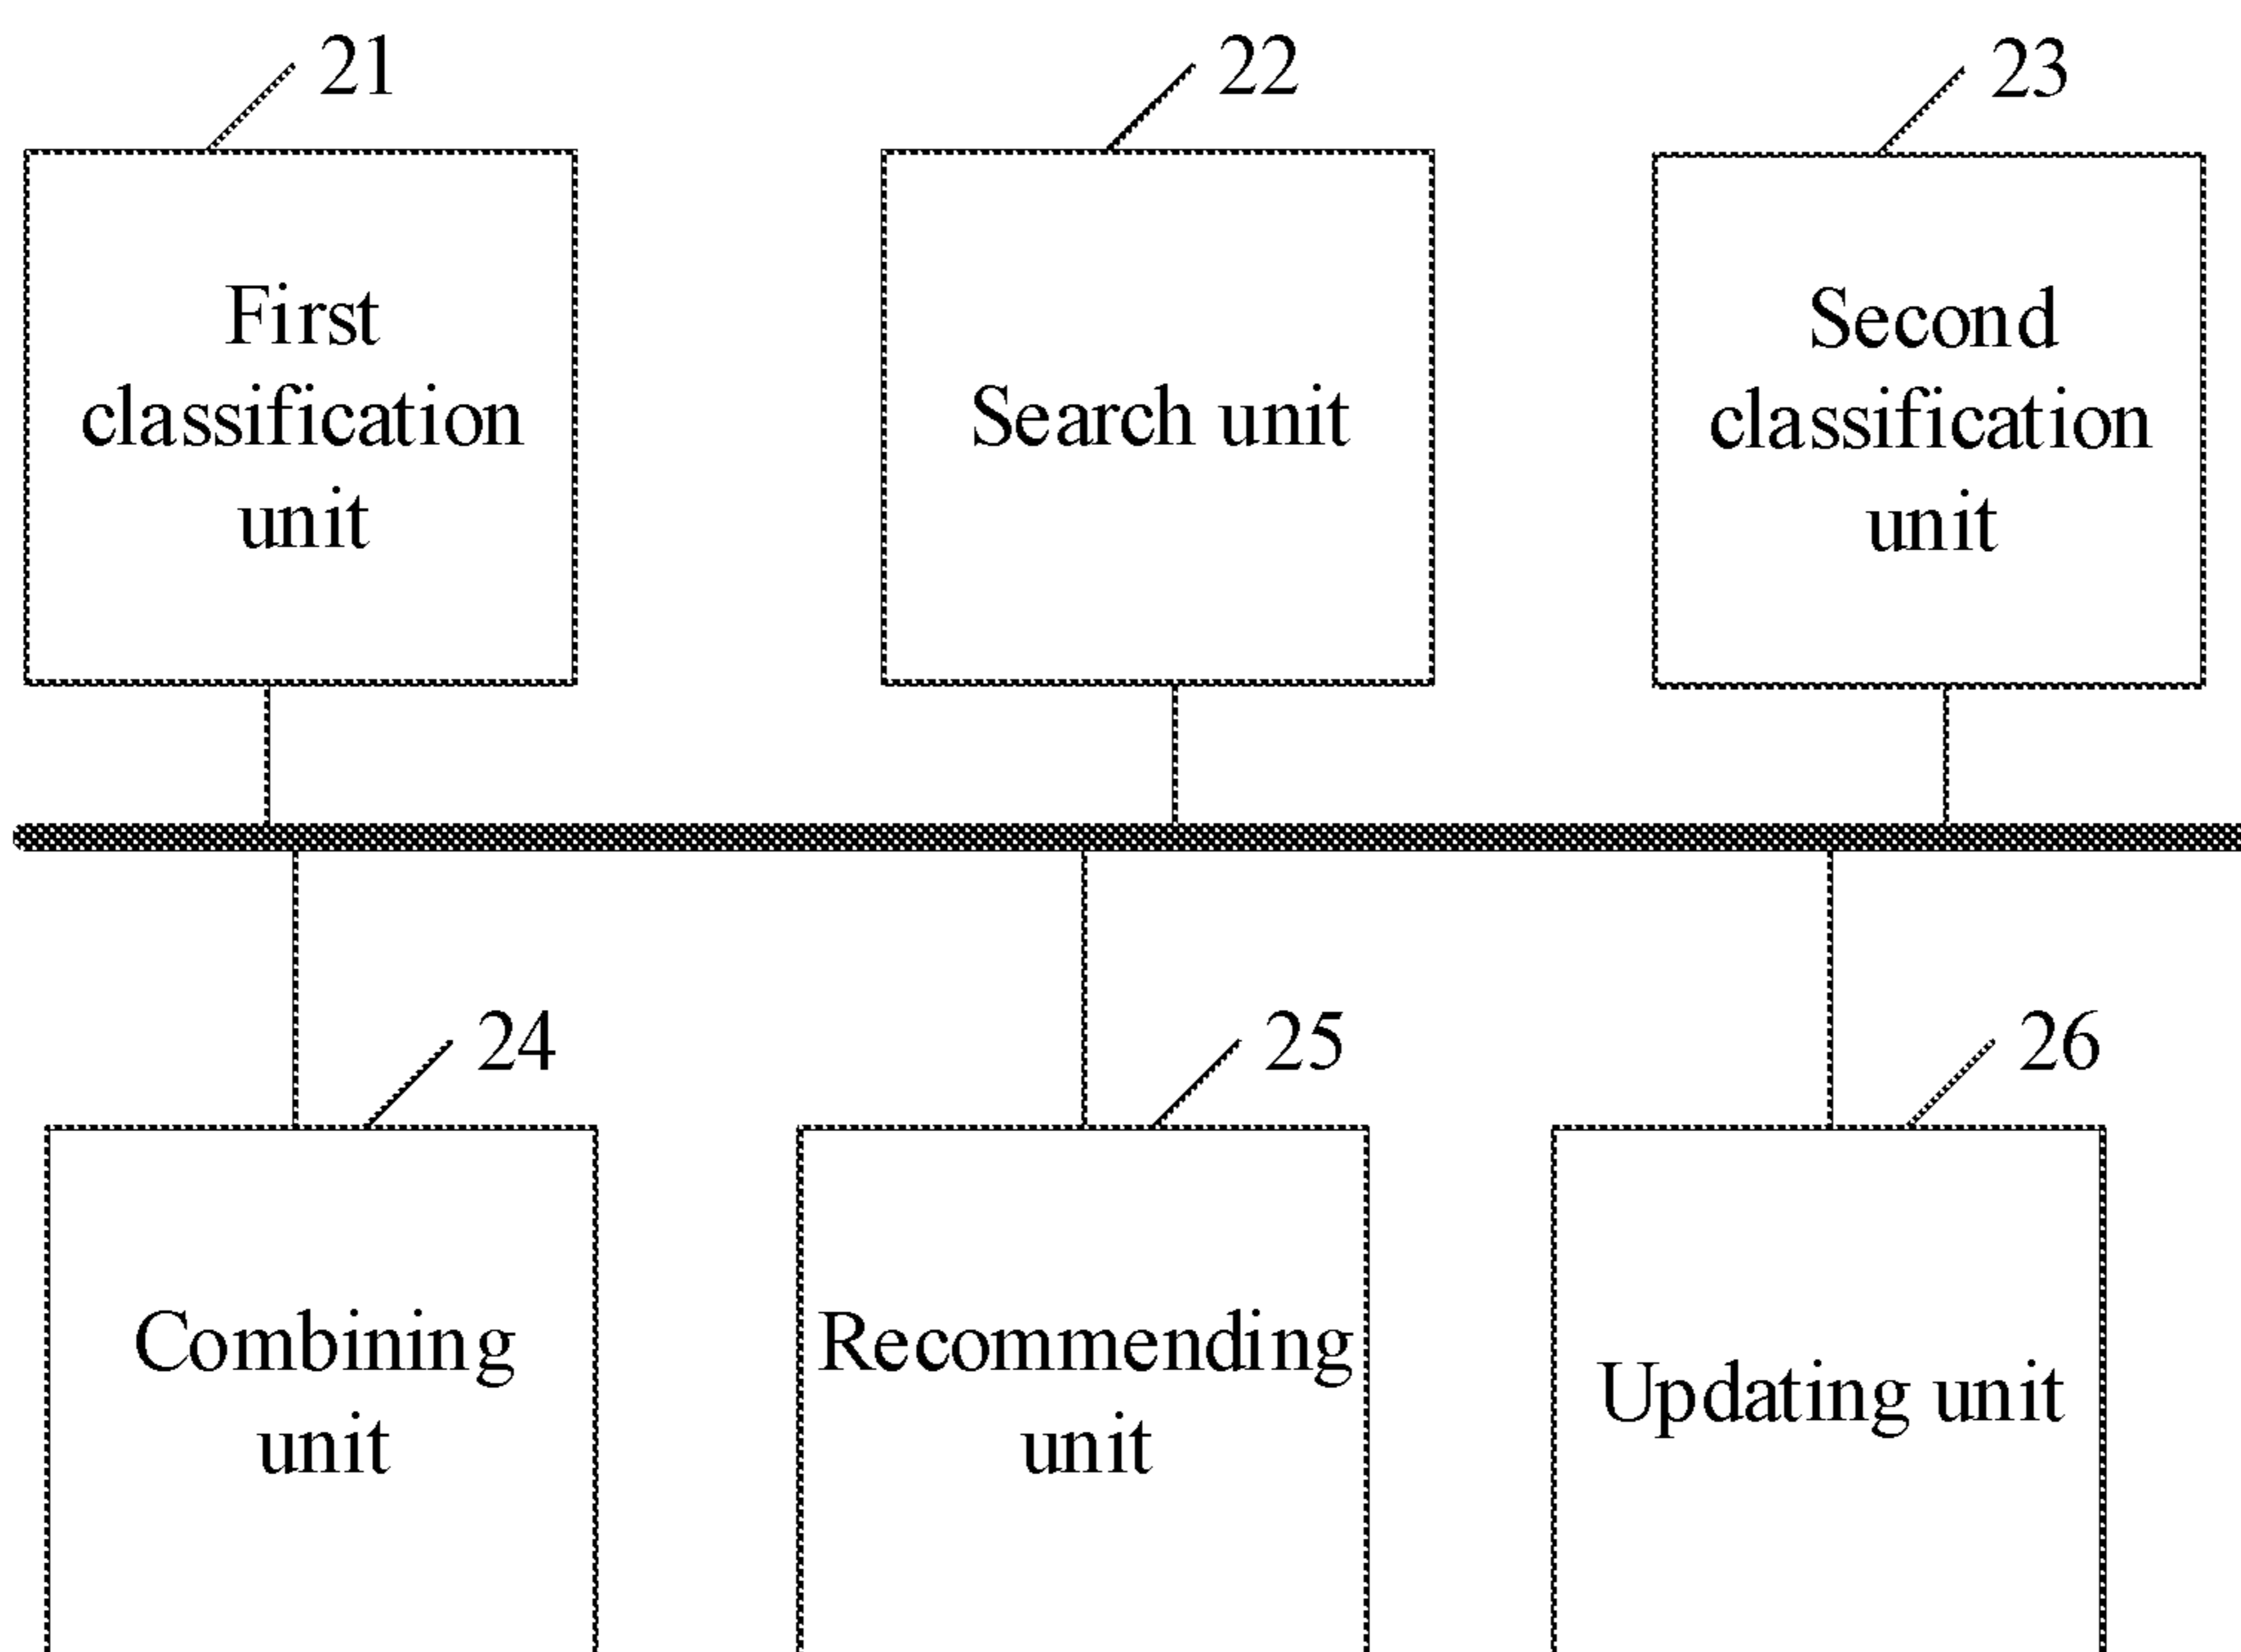 21
First
classification
unit
22
Search unit
23
Second
classification
unit
24
Combining
unit
25
Recommending
unit
26
Updating unit